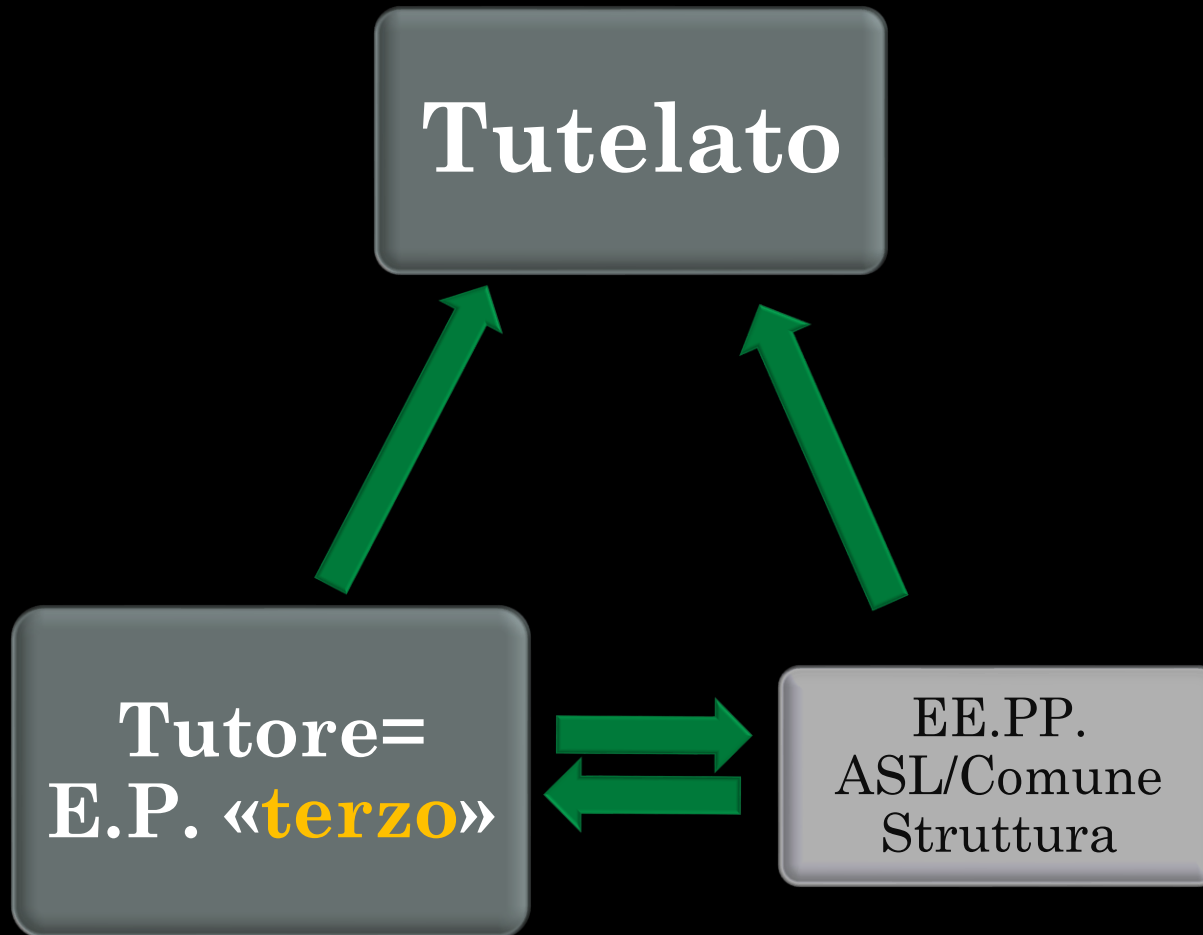 Tutelato
Tutore=
E.P. «terzo»
EE.PP.
ASL/Comune
Struttura